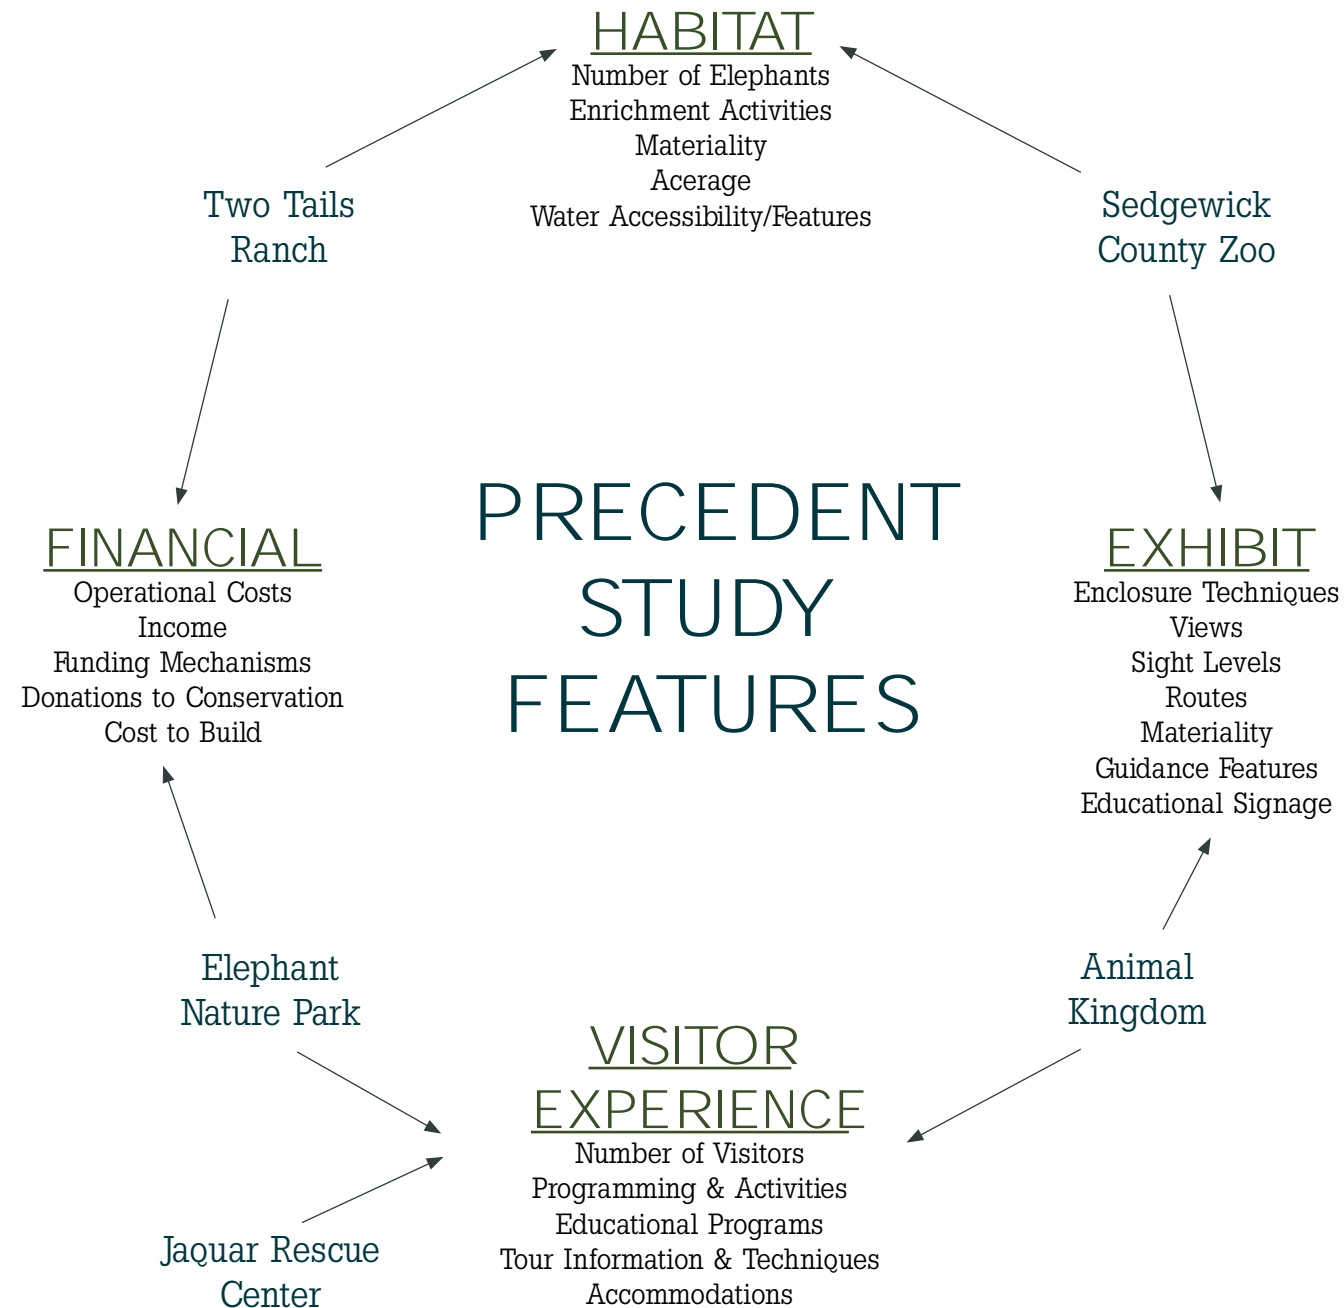 HABITAT
Number of Elephants
Enrichment Activities
Materiality
Acerage
Water Accessibility/Features
Two Tails
Ranch
Sedgewick
County Zoo
PRECEDENT
STUDY
FEATURES
FINANCIAL
Operational Costs
Income
Funding Mechanisms
Donations to Conservation
Cost to Build
EXHIBIT
Enclosure Techniques
Views
Sight Levels
Routes
Materiality
Guidance Features
Educational Signage
Elephant
Nature Park
Animal
Kingdom
VISITOR
EXPERIENCE
Number of Visitors
Programming & Activities
Educational Programs
Tour Information & Techniques
Accommodations
Jaquar Rescue
Center